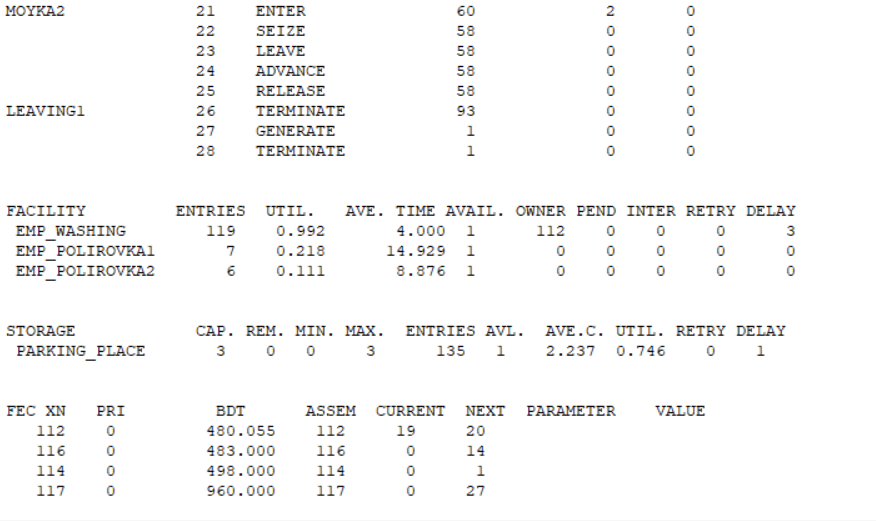 MOYKA2 21 ENTER 60 2 0
22 SEIZE 58 0 0
23 LEAVE 58 0 0
24 ADVANCE 58 0 0
25 RELEASE 58 0 0
LEAVING1 26 TERMINATE 93 0 0
27 GENERATE 1 0 0
28 TERMINATE 1 0 0
FACILITY ENTRIES UTIL. AVE. TIME AVAIL. OWNER PEND INTER RETRY DELAY
EMP_WASHING 119 0.992 4.000 1 112 0 0 0 3
EMP_POLIROVKA1 7 0.218 14.929 1 0 0 0 0 0
EMP_POLIROVKA2 6 0.111 8.876 1 0 0 0 0 0
STORAGE CAP. REM. MIN. MAX. ENTRIES AVL. AVE.C. UTIL. RETRY DELAY
PARKING_PLACE 3 0 0 3 135 1 2.237 0.746 0 1
FEC XN PRI BDT ASSEM CURRENT NEXT PARAMETER VALUE
112 0 480.055 112 19 20
116 0 483.000 116 0 14
114 0 498.000 114 0 1
117 0 960.000 117 0 27